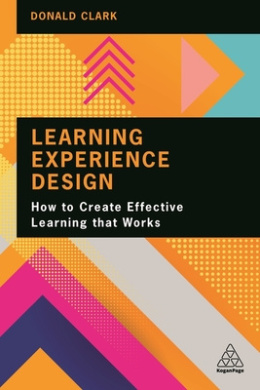 DONALD CLARK
LEARNING
EXPERIENCE
DESIGN
How to Create Effective
Learning that Works
KoganPage